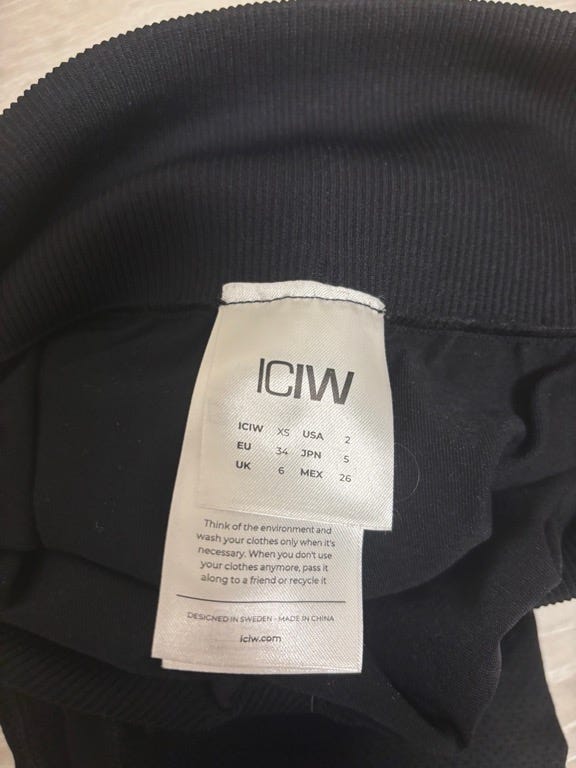 ICIW
ICIW XS USA 2
EU 34 JPN 5
UK 6 MEX 26
Think of the environment and
wash your clothes only when it's
necessary. When you don't use
your clothes anymore, pass it
along to a friend or recycle it
DESIGNED IN SWEDEN - MADE IN CHINA
iciw.com